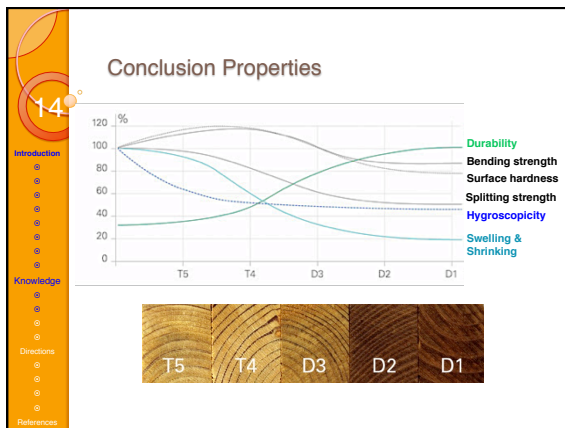 Conclusion Properties
14
Introduction
Knowledge
Directions
References
%
120
100
80
60
40
20
0
T5 T4 D3 D2 D1
Durability
Bending strength
Surface hardness
Splitting strength
Hygroscopicity
Swelling &
Shrinking
T5 T4 D3 D2 D1